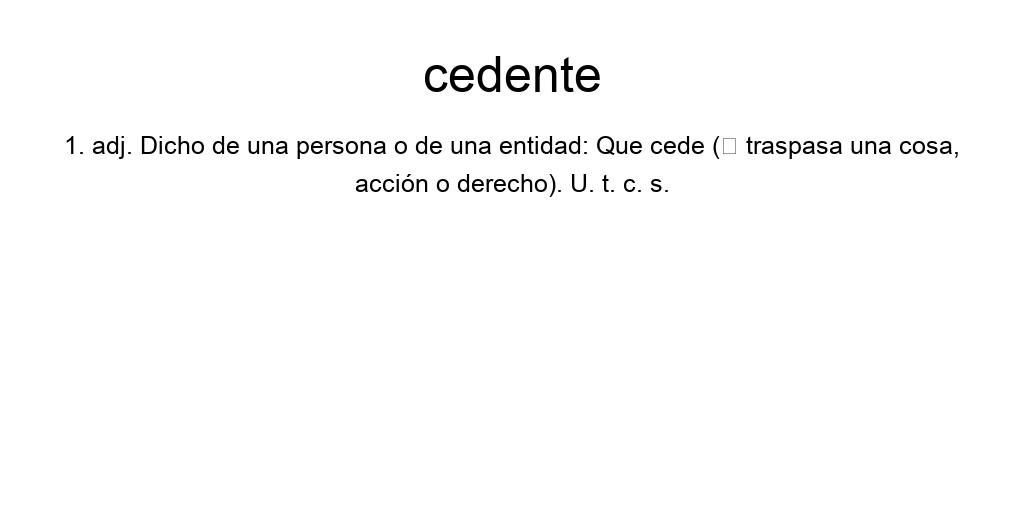 cedente
1. adj. Dicho de una persona o de una entidad: Que cede (□ traspasa una cosa,
acción o derecho). U. t. c. s.